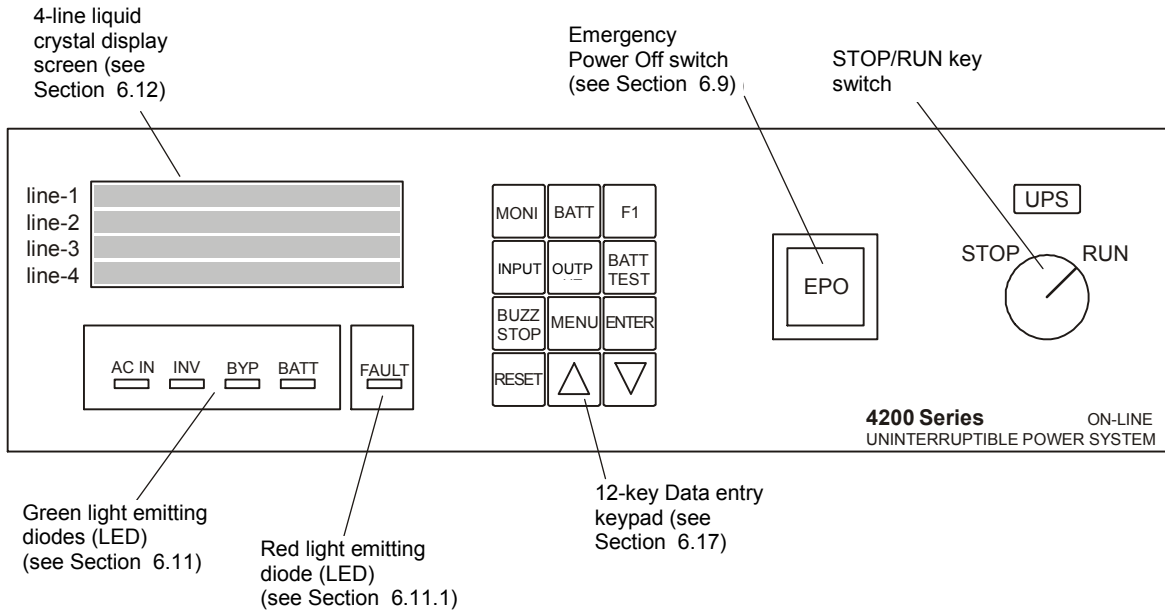 4-line liquid
crystal display
screen (see
Section 6.12)
Emergency
Power Off switch
(see Section 6.9)
STOP/RUN key
switch
line-1
line-2
line-3
line-4
MONI BATT F1
INPUT OUTP BATT TEST
BUZZ STOP MENU ENTER
RESET
EPO
UPS
STOP RUN
AC IN INV BYP BATT FAULT
4200 Series ON-LINE
UNINTERRUPTIBLE POWER SYSTEM
Green light emitting
diodes (LED)
(see Section 6.11)
Red light emitting
diode (LED)
(see Section 6.11.1)
12-key Data entry
keypad (see
Section 6.17)